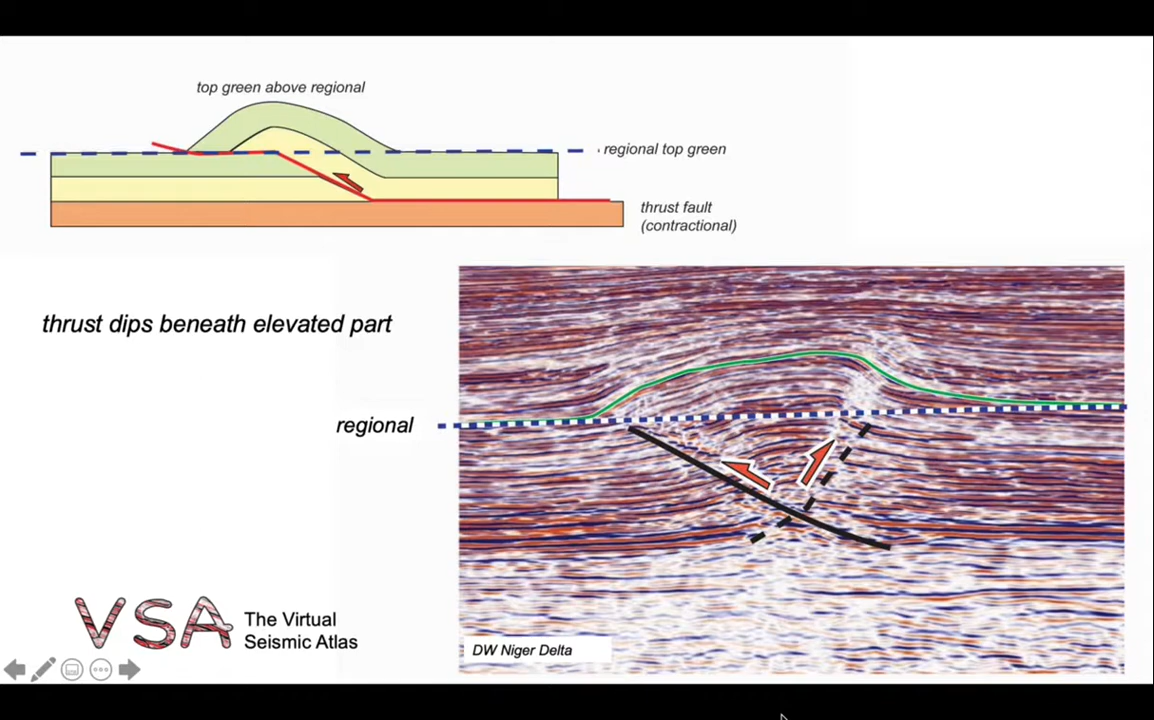 top green above regional
regional top green
thrust fault
(contractional)
thrust dips beneath elevated part
regional
VSA
The Virtual
Seismic Atlas
DW Niger Delta